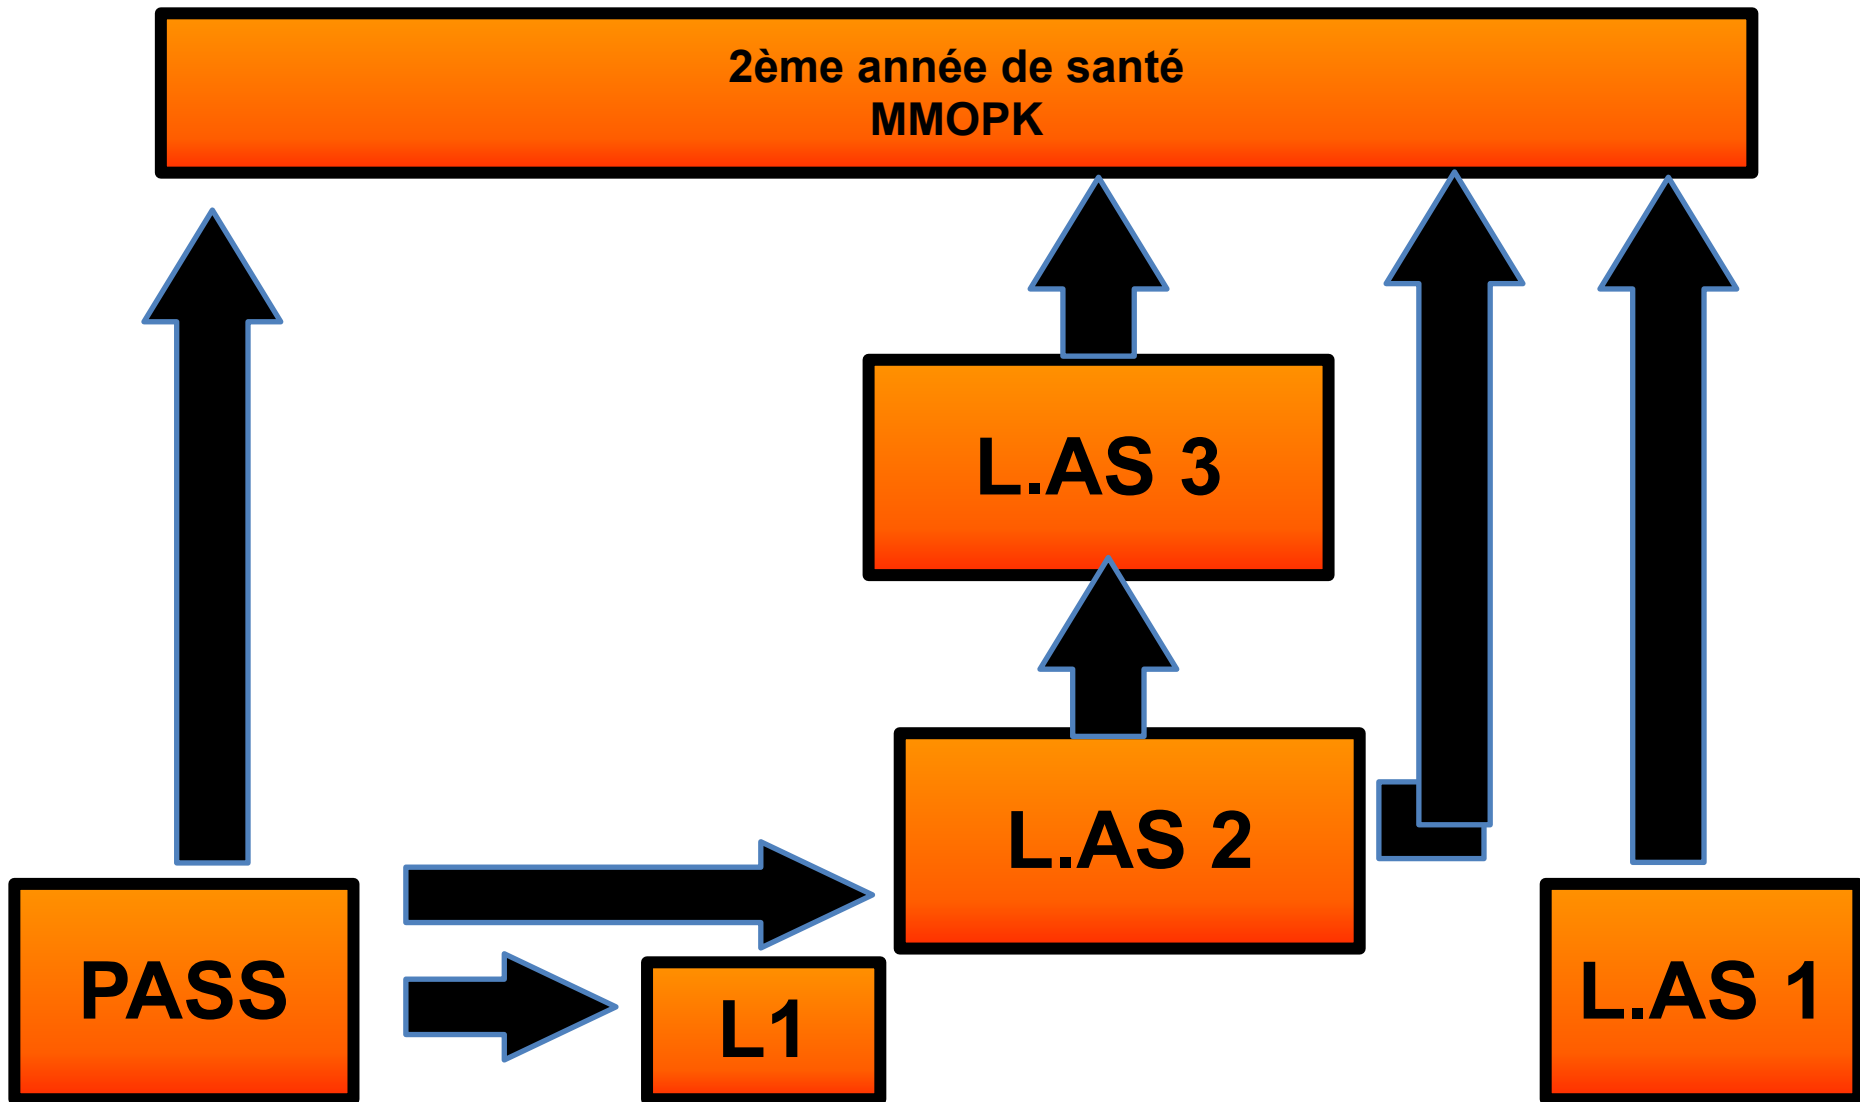 2ème année de santé
MMOPK
L.AS 3
L.AS 2
PASS
L1
L.AS 1